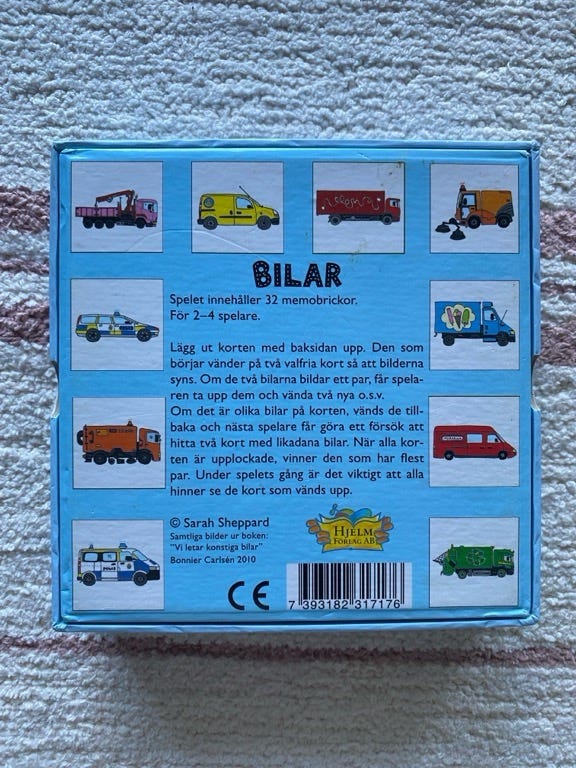 BILAR
Spelet innehåller 32 memobrickor.
För 2–4 spelare.
Lägg ut korten med baksidan upp. Den som
börjar vänder på två valfria kort så att bilderna
syns. Om de två bilarna bildar ett par, får spela-
ren ta upp dem och vända två nya o.s.v.
Om det är olika bilar på korten, vänds de till-
baka och nästa spelare får göra ett försök att
hitta två kort med likadana bilar. När alla kor-
ten är upplockade, vinner den som har flest
par. Under spelets gång är det viktigt att alla
hinner se de kort som vänds upp.
© Sarah Sheppard
Samtliga bilder ur boken:
"Vi letar konstiga bilar"
Bonnier Carlsén 2010
HJELM
FÖRLAG AB
CE
7 393182 317176
POLIS